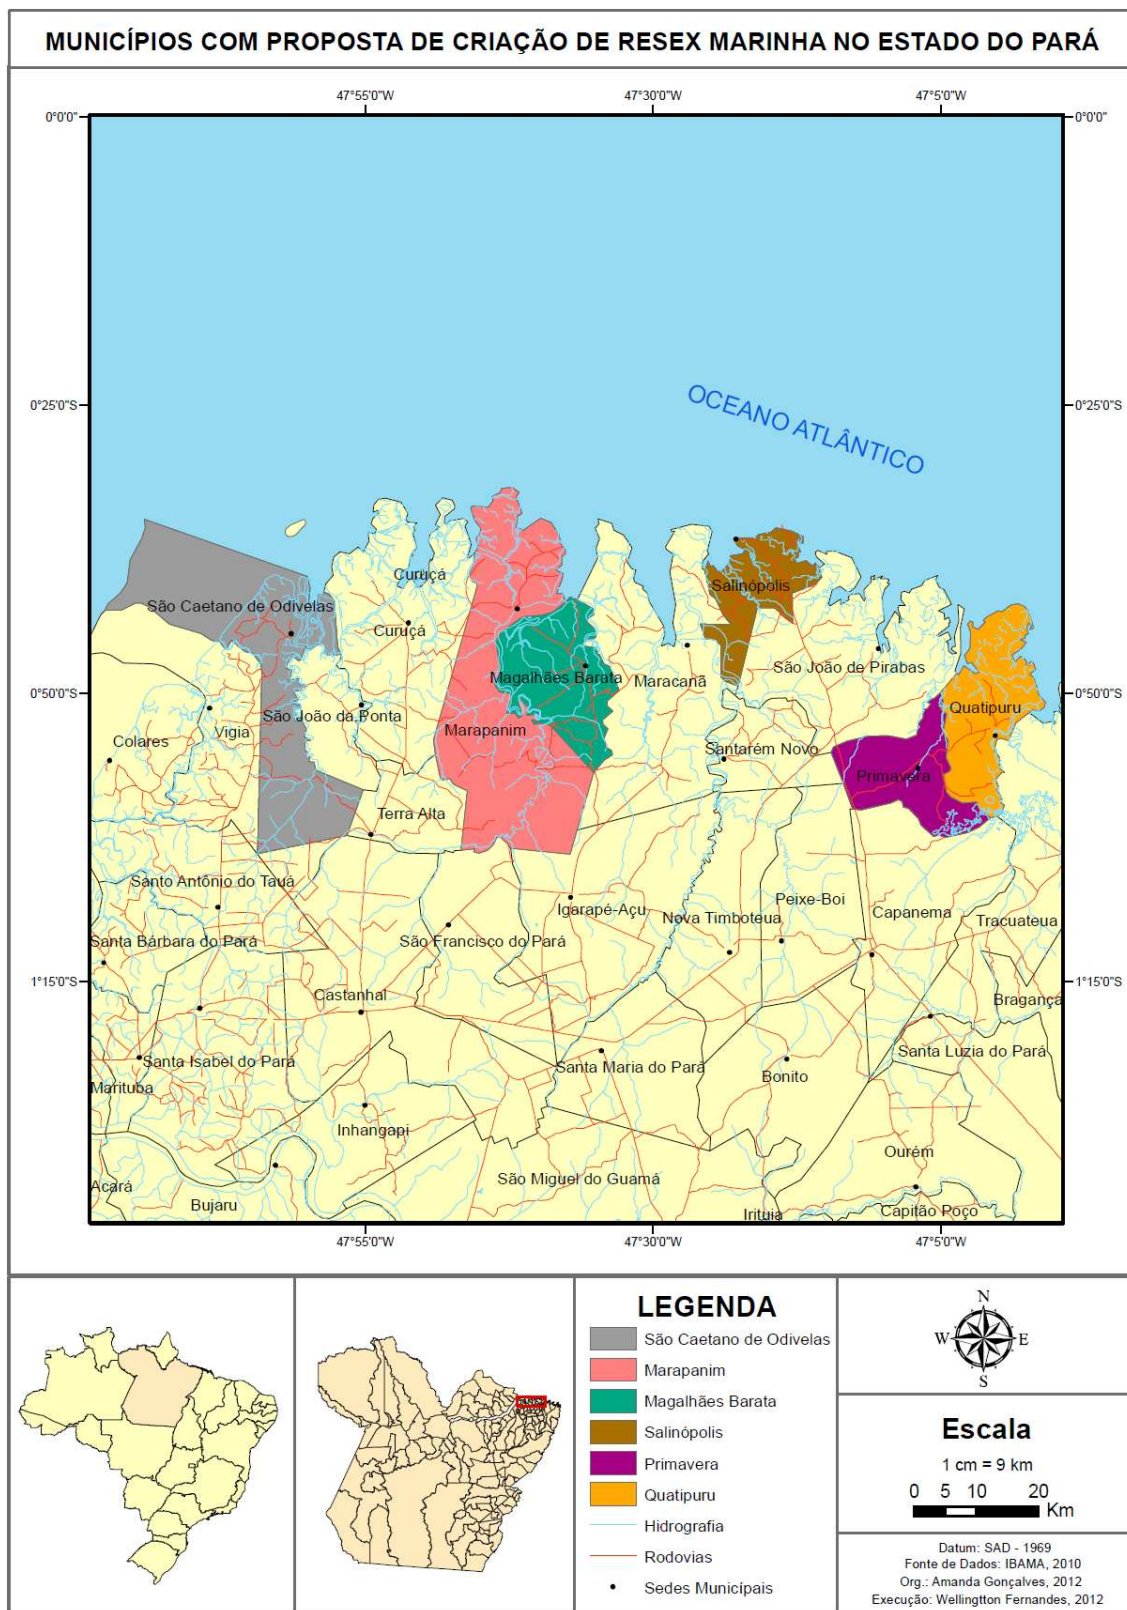 MUNICÍPIOS COM PROPOSTA DE CRIAÇÃO DE RESEX MARINHA NO ESTADO DO PARÁ
47°55'0"W
47°30'0"W
47°5'0"W
0°0'0"
0°0'0"
0°25'0"S
0°25'0"S
OCEANO ATLÂNTICO
Curuçá
Salinópolis
São Caetano de Odivelas
Curuçá
São João de Pirabas
Magalhães Barata
Maracanã
0°50'0"S
0°50'0"S
São João da Ponta
Quatipuru
Vigia
Marapanim
Colares
Santarém Novo
Primavera
Terra Alta
Santo Antônio do Tauá
Peixe-Boi
Igarapé-Açu
Nova Timboteua
Capanema
Tracuateua
Santa Bárbara do Pará
São Francisco do Pará
1°15'0"S
1°15'0"S
Castanhal
Bragança
Santa Isabel do Pará
Santa Maria do Pará
Santa Luzia do Pará
Marituba
Bonito
Inhangapi
Ourém
São Miguel do Guamá
Acará
Bujaru
Irituia
Capitão Poço
47°55'0"W
47°30'0"W
47°5'0"W
LEGENDA
São Caetano de Odivelas
Marapanim
Magalhães Barata
Salinópolis
Primavera
Quatipuru
Hidrografia
Rodovias
Sedes Municípais
N
W
E
S
Escala
1 cm = 9 km
0 5 10 20
Km
Datum: SAD - 1969
Fonte de Dados: IBAMA, 2010
Org.: Amanda Gonçalves, 2012
Execução: Wellingtton Fernandes, 2012